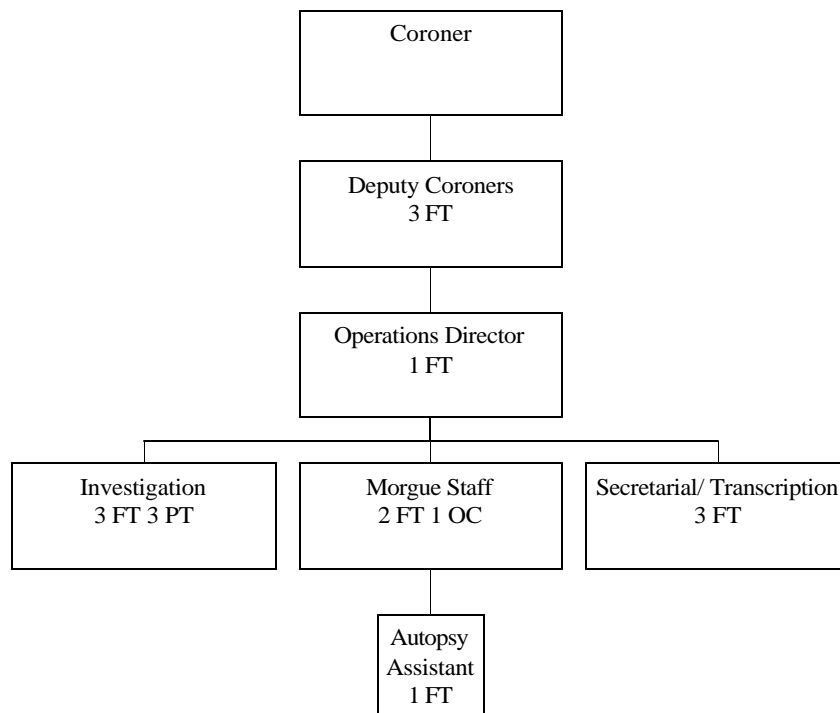 Coroner
Deputy Coroners
3 FT
Operations Director
1 FT
Investigation
3 FT 3 PT
Morgue Staff
2 FT 1 OC
Secretarial/ Transcription
3 FT
Autopsy
Assistant
1 FT